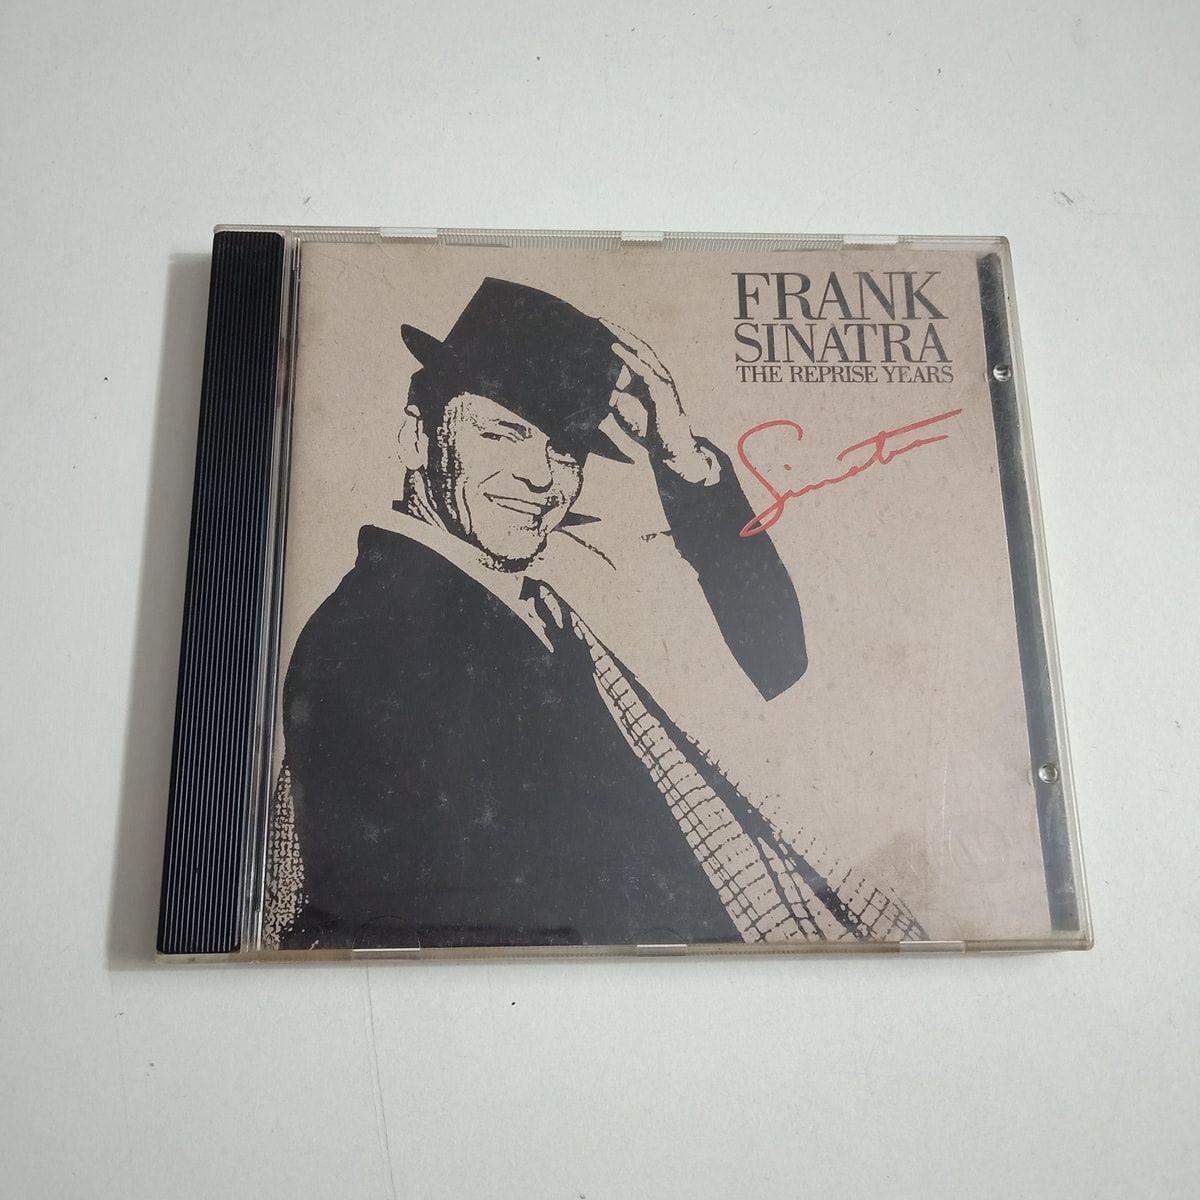 FRANK
SINATRA
THE REPRISE YEARS
Sinatra